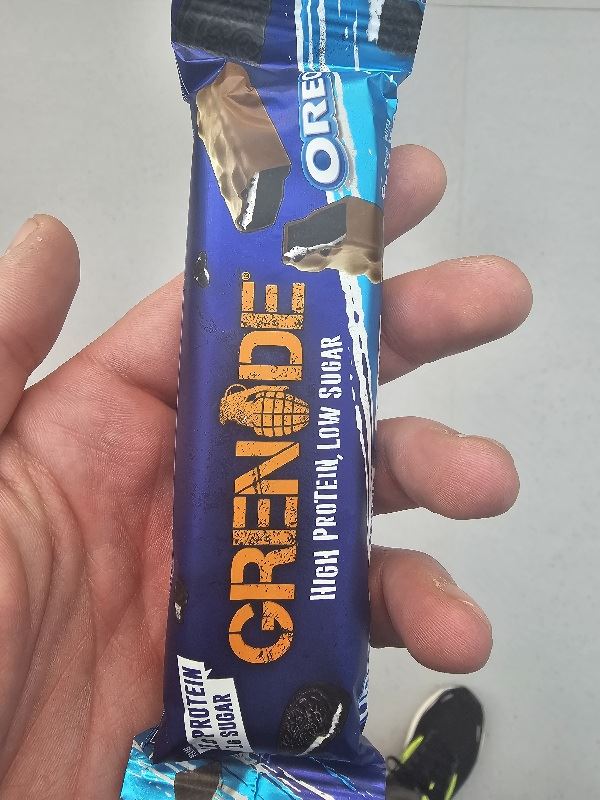 OREO
GRENADE®
HIGH PROTEIN, LOW SUGAR
PROTEIN
SUGAR